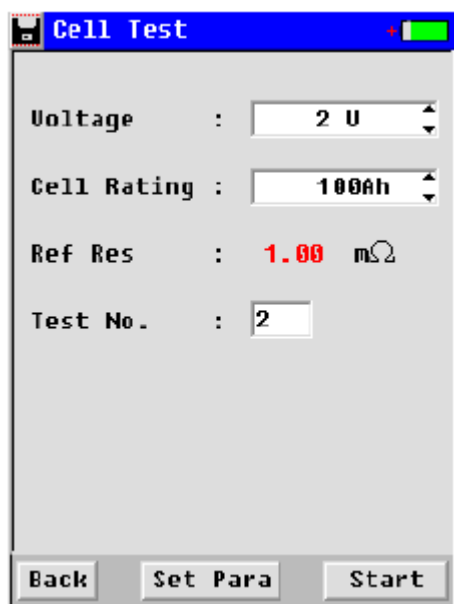 Cell Test
Voltage : 2 V
Cell Rating : 100Ah
Ref Res : 1.00 mΩ
Test No. : 2
Back Set Para Start